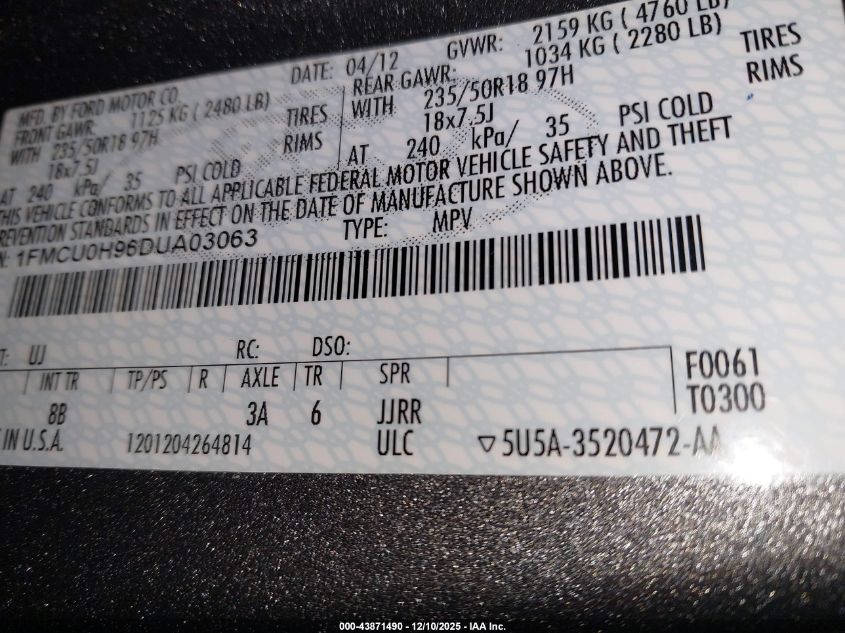 MFD. BY FORD MOTOR CO.
DATE: 04/12 GVWR: 2159 KG ( 4760 LB)
FRONT GAWR: 1125 KG ( 2480 LB)
REAR GAWR: 1034 KG ( 2280 LB)
WITH 235/50R18 97H TIRES
WITH 235/50R18 97H TIRES
18x7.5J RIMS
18x7.5J RIMS
AT 240 kPa/ 35 PSI COLD
AT 240 kPa/ 35 PSI COLD
THIS VEHICLE CONFORMS TO ALL APPLICABLE FEDERAL MOTOR VEHICLE SAFETY AND THEFT
REVENTION STANDARDS IN EFFECT ON THE DATE OF MANUFACTURE SHOWN ABOVE.
N: 1FMCU0H96DUA03063 TYPE: MPV
T: UJ RC: DSO:
INT TR TP/PS R AXLE TR SPR
8B 3A 6 JJRR
F0061
T0300
IN U.S.A. 1201204264814 ULC ▽5U5A-3520472-AA
000-43871490 - 12/10/2025 - IAA Inc.